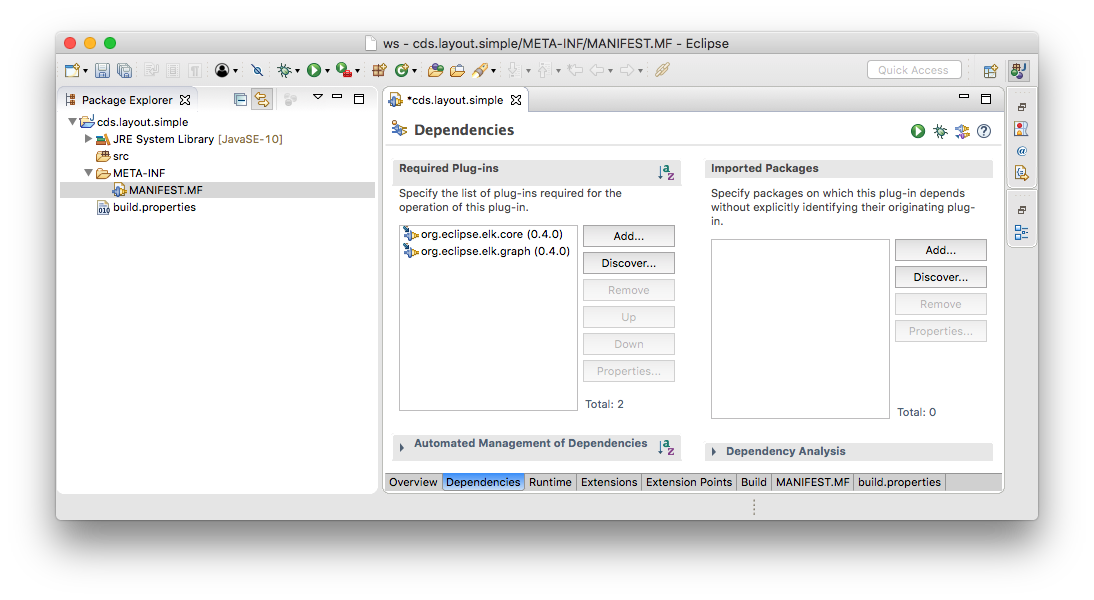 ws - cds.layout.simple/META-INF/MANIFEST.MF - Eclipse
Quick Access
Package Explorer
cds.layout.simple
JRE System Library [JavaSE-10]
src
META-INF
MANIFEST.MF
build.properties
*cds.layout.simple
Dependencies
Required Plug-ins
Specify the list of plug-ins required for the
operation of this plug-in.
org.eclipse.elk.core (0.4.0)
org.eclipse.elk.graph (0.4.0)
Add...
Discover...
Remove
Up
Down
Properties...
Total: 2
Automated Management of Dependencies
Imported Packages
Specify packages on which this plug-in depends
without explicitly identifying their originating plug-
in.
Add...
Discover...
Remove
Properties...
Total: 0
Dependency Analysis
Overview Dependencies Runtime Extensions Extension Points Build MANIFEST.MF build.properties